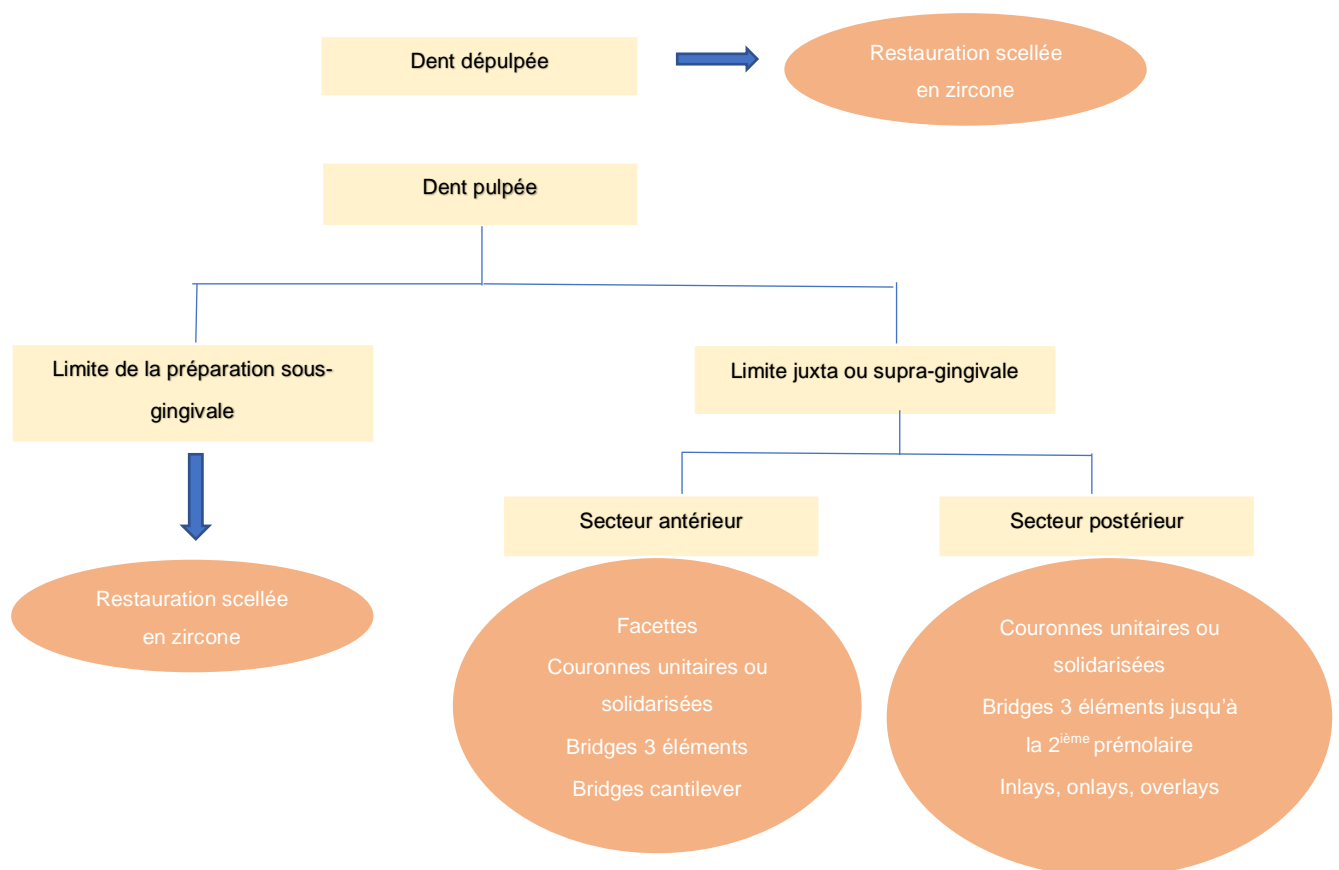 Dent dépulpée
Restauration scellée
en zircone
Dent pulpée
Limite de la préparation sous-
gingivale
Restauration scellée
en zircone
Limite juxta ou supra-gingivale
Secteur antérieur
Facettes
Couronnes unitaires ou
solidarisées
Bridges 3 éléments
Bridges cantilever
Secteur postérieur
Couronnes unitaires ou
solidarisées
Bridges 3 éléments jusqu’à
la 2ième prémolaire
Inlays, onlays, overlays